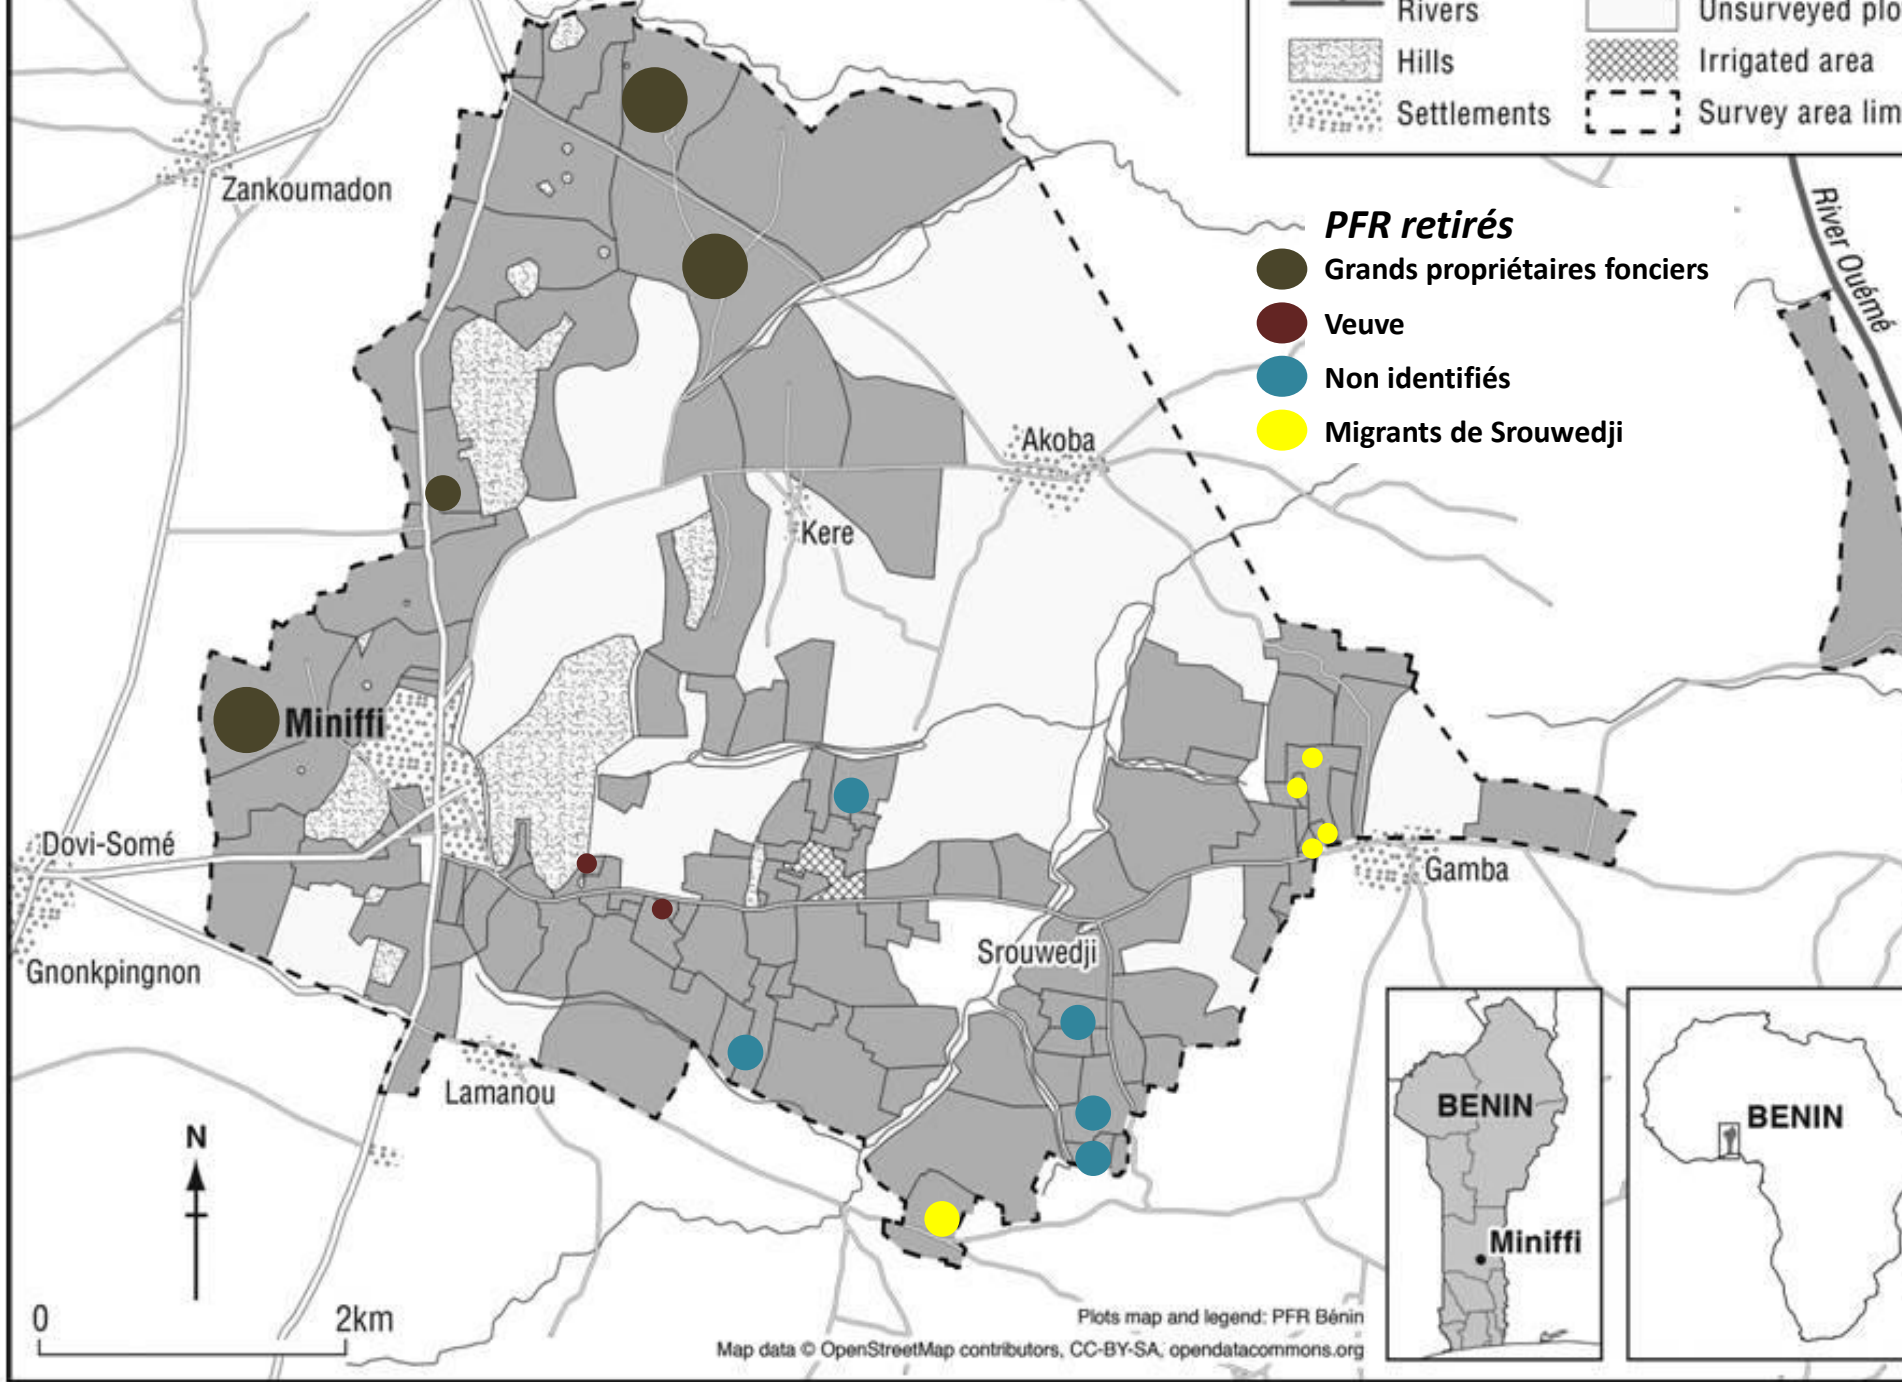 Rivers
Unsurveyed plo
Hills
Irrigated area
Settlements
Survey area lim
Zankoumadon
River Ouémé
PFR retirés
Grands propriétaires fonciers
Veuve
Non identifiés
Migrants de Srouwedji
Akoba
Kere
Miniffi
Dovi-Somé
Gamba
Srouwedji
Gnonkpingnon
Lamanou
N
BENIN
BENIN
Miniffi
0 2km
Plots map and legend: PFR Bénin
Map data © OpenStreetMap contributors, CC-BY-SA, opendatacommons.org